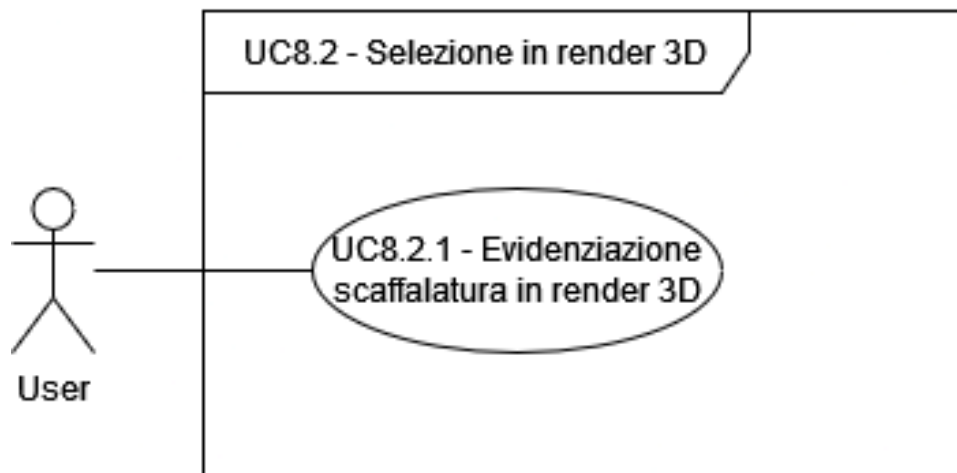 UC8.2 - Selezione in render 3D
UC8.2.1 - Evidenziazione
scaffalatura in render 3D
User